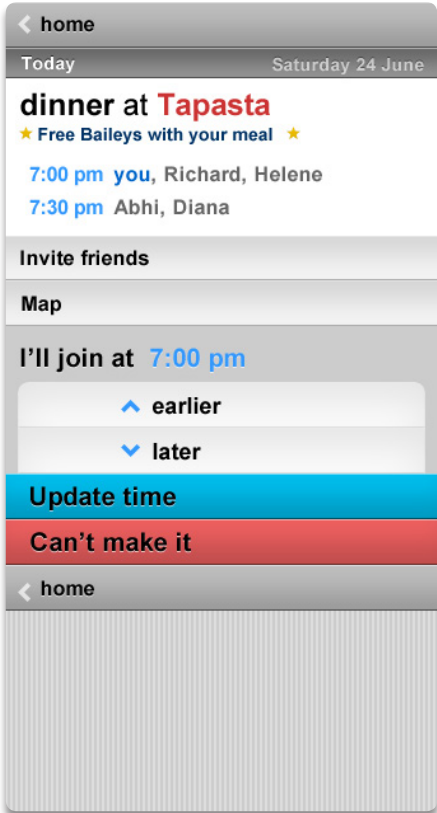 home
Today Saturday 24 June
dinner at Tapasta
Free Baileys with your meal
7:00 pm you, Richard, Helene
7:30 pm Abhi, Diana
Invite friends
Map
I'll join at 7:00 pm
earlier
later
Update time
Can't make it
home